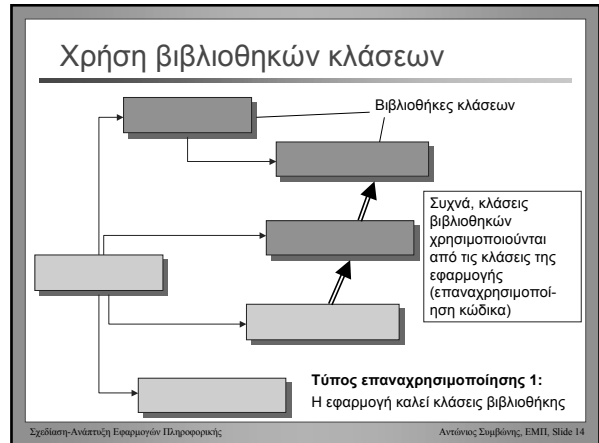 Χρήση βιβλιοθηκών κλάσεων
Βιβλιοθήκες κλάσεων
Συχνά, κλάσεις
βιβλιοθηκών
χρησιμοποιούνται
από τις κλάσεις της
εφαρμογής
(επαναχρησιμοποί-
ηση κώδικα)
Τύπος επαναχρησιμοποίησης 1:
Η εφαρμογή καλεί κλάσεις βιβλιοθήκης
Σχεδίαση-Ανάπτυξη Εφαρμογών Πληροφορικής
Αντώνιος Συμβώνης, ΕΜΠ, Slide 14